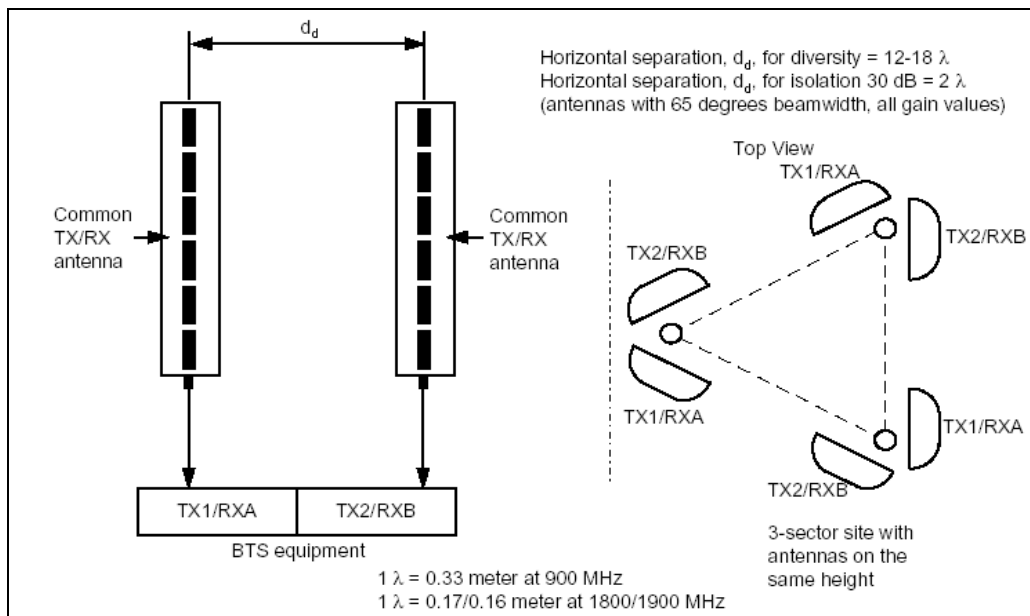 d_d
Horizontal separation, d_d, for diversity = 12-18 λ
Horizontal separation, d_d, for isolation 30 dB = 2 λ
(antennas with 65 degrees beamwidth, all gain values)
Top View
TX1/RXA
TX2/RXB
Common
TX/RX
antenna
Common
TX/RX
antenna
TX2/RXB
TX1/RXA
TX1/RXA
TX2/RXB
TX1/RXA
TX2/RXB
BTS equipment
3-sector site with
antennas on the
same height
1 λ = 0.33 meter at 900 MHz
1 λ = 0.17/0.16 meter at 1800/1900 MHz